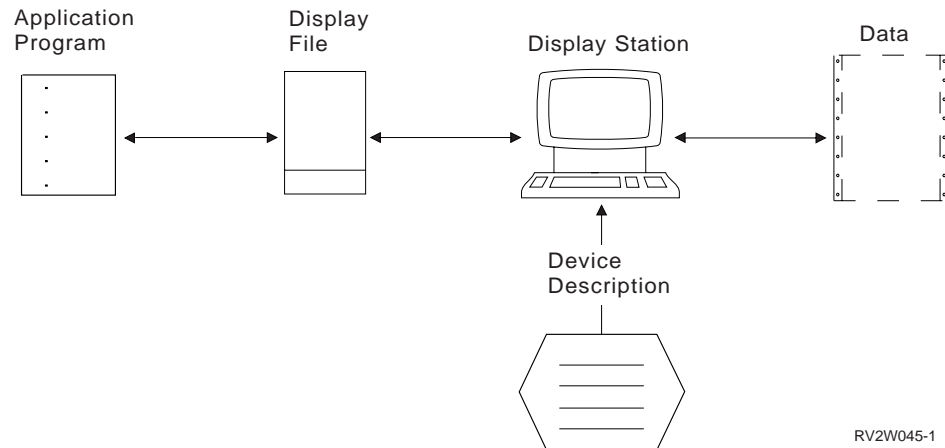 Application
Program
Display
File
Display Station
Data
Device
Description
RV2W045-1